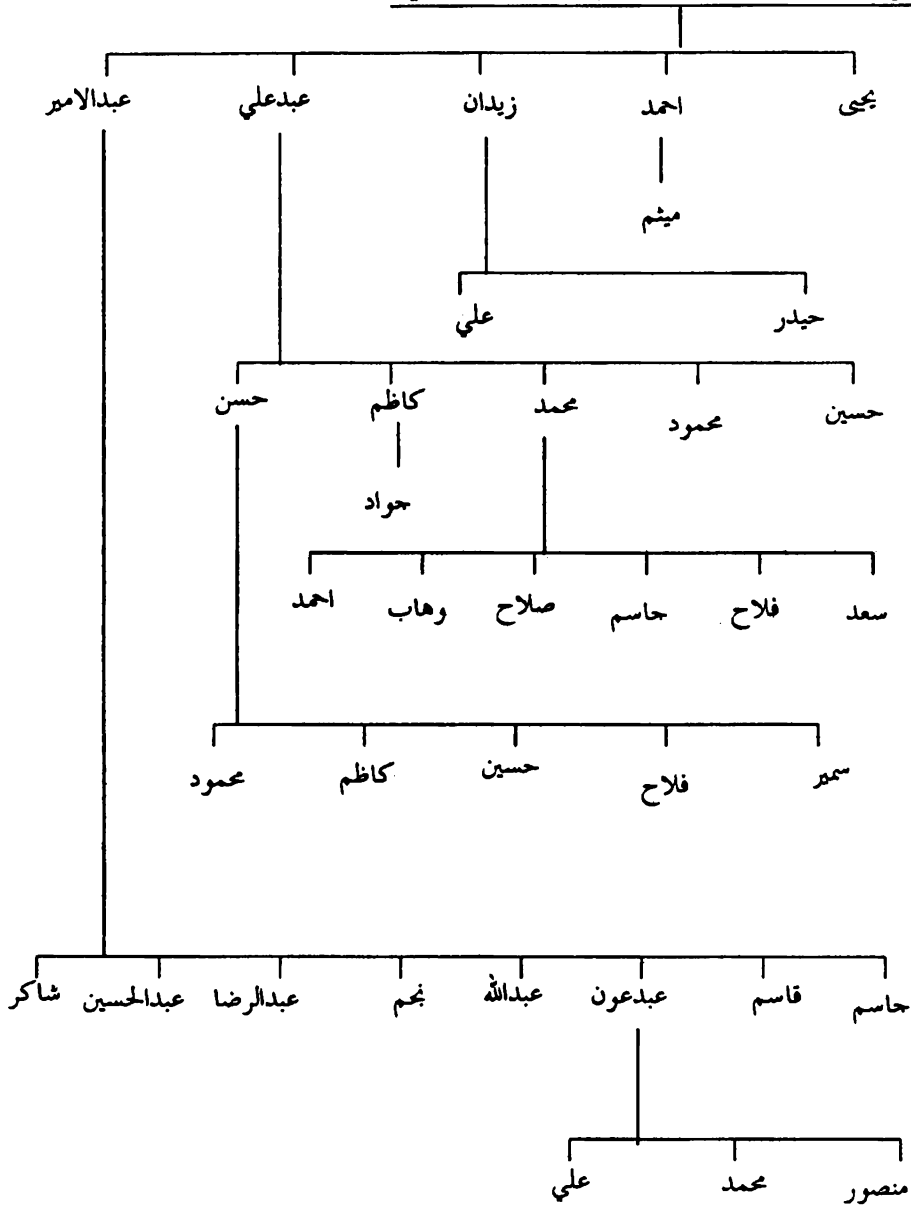 يحيى احمد زيدان عبدعلي عبدالامير
ميثم
حيدر علي
حسين محمود محمد كاظم حسن
جواد
سعد فلاح جاسم صلاح وهاب احمد
سمير فلاح حسين كاظم محمود
جاسم قاسم عبدعون عبدالله نجم عبدالرضا عبدالحسين شاكر
منصور محمد علي